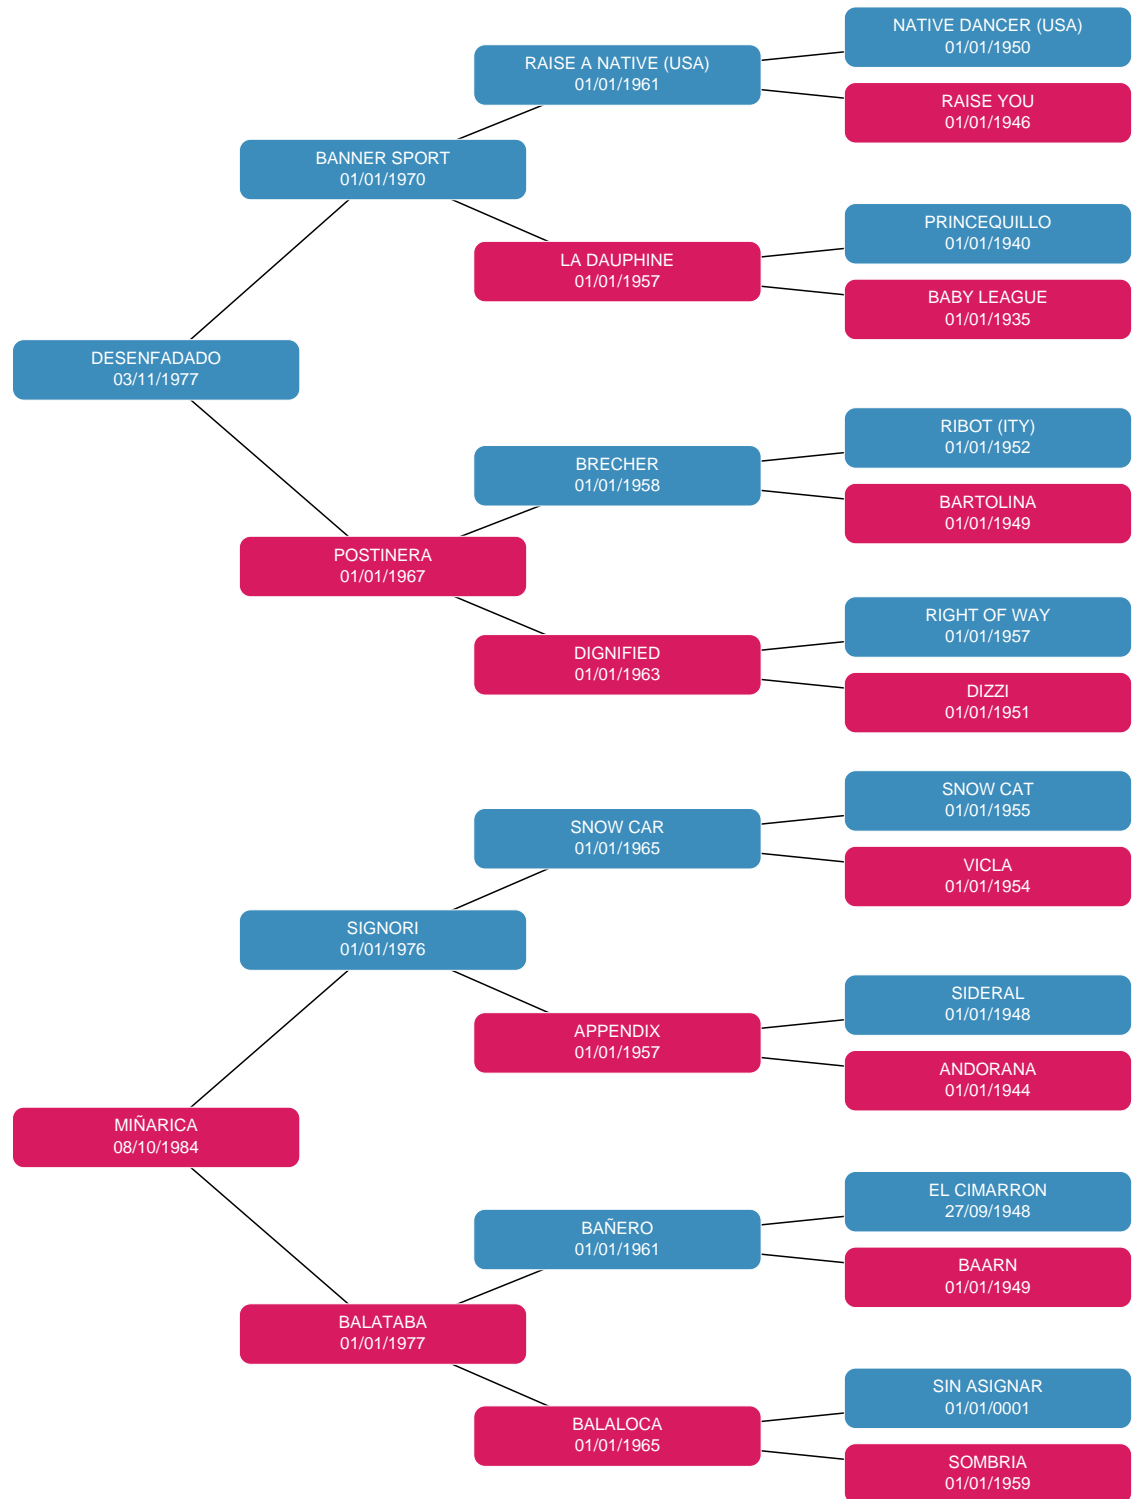 NATIVE DANCER (USA)
01/01/1950
RAISE A NATIVE (USA)
01/01/1961
RAISE YOU
01/01/1946
BANNER SPORT
01/01/1970
PRINCEQUILLO
01/01/1940
LA DAUPHINE
01/01/1957
BABY LEAGUE
01/01/1935
DESENFADADO
03/11/1977
RIBOT (ITY)
01/01/1952
BRECHER
01/01/1958
BARTOLINA
01/01/1949
POSTINERA
01/01/1967
RIGHT OF WAY
01/01/1957
DIGNIFIED
01/01/1963
DIZZI
01/01/1951
SNOW CAT
01/01/1955
SNOW CAR
01/01/1965
VICLA
01/01/1954
SIGNORI
01/01/1976
SIDERAL
01/01/1948
APPENDIX
01/01/1957
ANDORANA
01/01/1944
MIÑARICA
08/10/1984
EL CIMARRON
27/09/1948
BAÑERO
01/01/1961
BAARN
01/01/1949
BALATABA
01/01/1977
SIN ASIGNAR
01/01/0001
BALALOCA
01/01/1965
SOMBRIA
01/01/1959